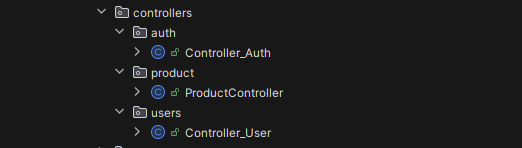 controllers
auth
Controller_Auth
product
ProductController
users
Controller_User